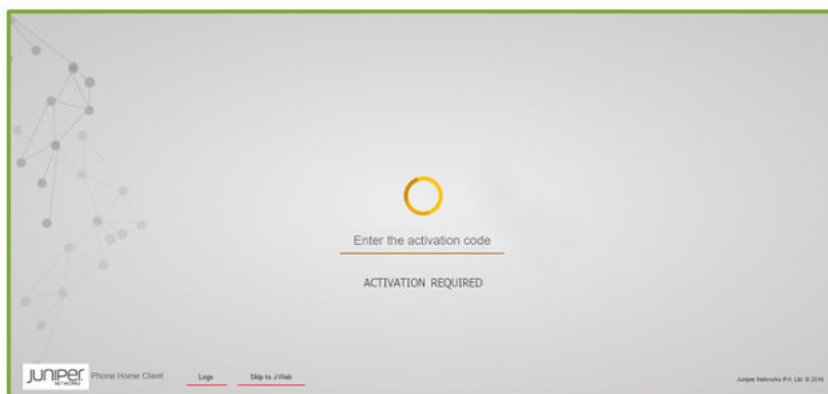 Enter the activation code
ACTIVATION REQUIRED
JUNIPEr
NETWORKS
Phone Home Client
Logs
Skip to J-Web
Juniper Networks Pvt. Ltd. © 2016